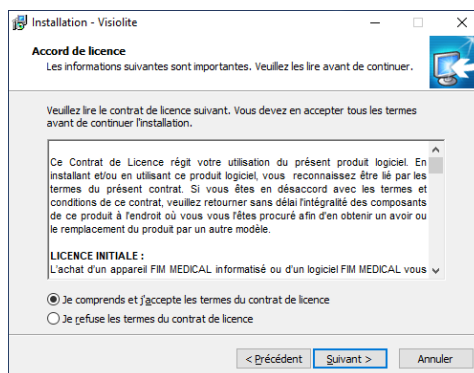 Installation - Visiolite
Accord de licence
Les informations suivantes sont importantes. Veuillez les lire avant de continuer.
Veuillez lire le contrat de licence suivant. Vous devez en accepter tous les termes
avant de continuer l'installation.
Ce Contrat de Licence régit votre utilisation du présent produit logiciel. En
installant et/ou en utilisant ce produit logiciel, vous reconnaissez être lié par les
termes du présent contrat. Si vous êtes en désaccord avec les termes et
conditions de ce contrat, veuillez retourner sans délai l'intégralité des composants
de ce produit à l'endroit où vous vous l'êtes procuré afin d'en obtenir un avoir ou
le remplacement du produit par un autre modèle.
LICENCE INITIALE :
L'achat d'un appareil FIM MEDICAL informatisé ou d'un logiciel FIM MEDICAL vous
Je comprends et j'accepte les termes du contrat de licence
Je refuse les termes du contrat de licence
< Précédent Suivant > Annuler